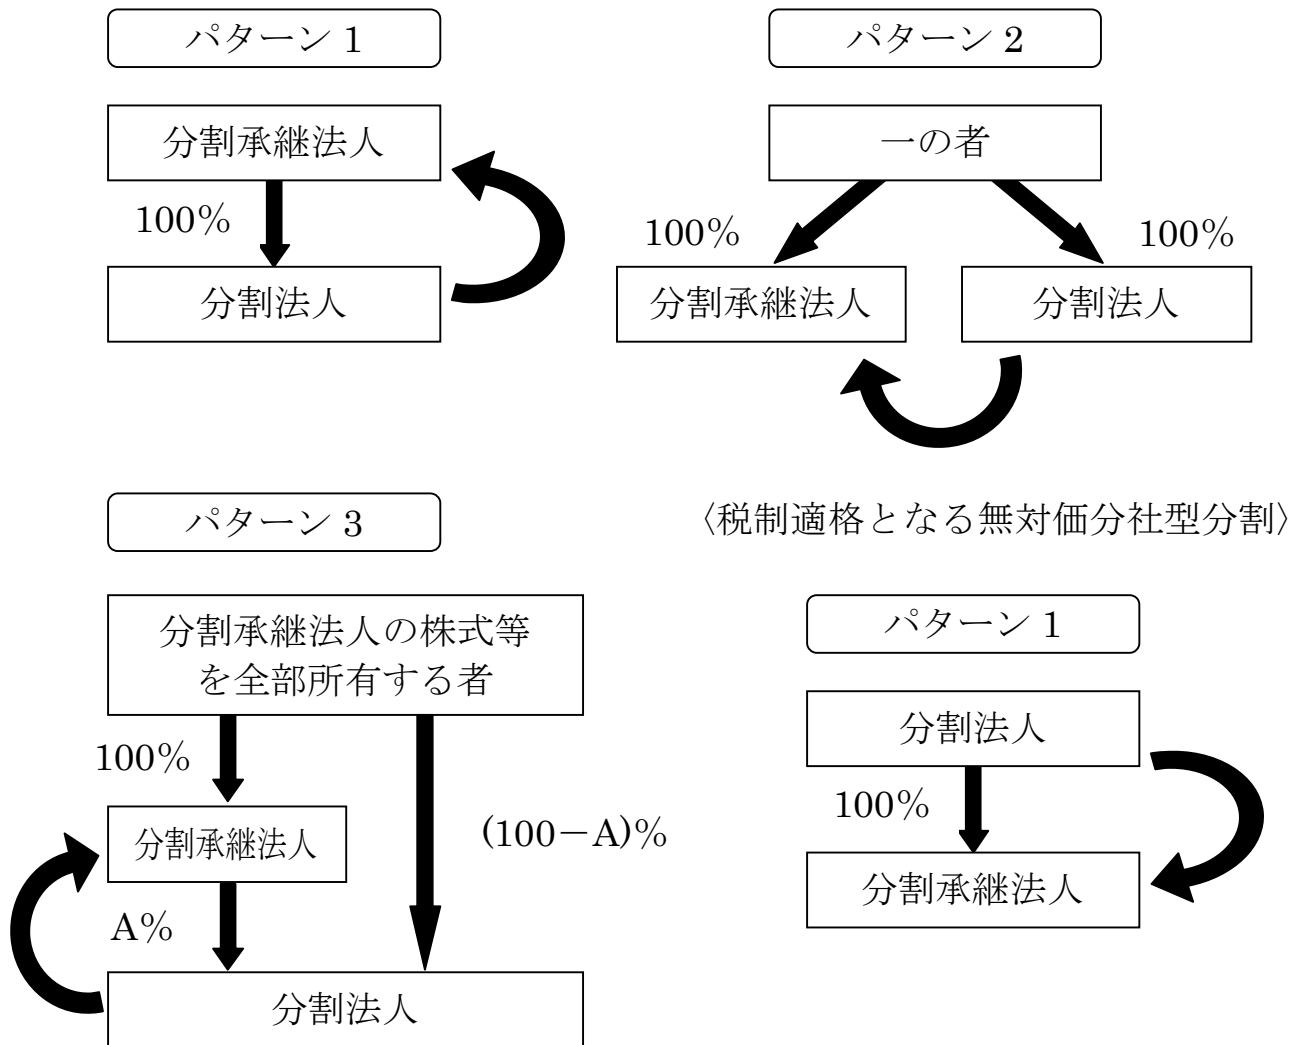 パターン 1
分割承継法人
100%
分割法人
パターン 2
一の者
100%
100%
分割承継法人
分割法人
パターン 3
分割承継法人の株式等
を全部所有する者
100%
(100－A)%
分割承継法人
A%
分割法人
〈税制適格となる無対価分社型分割〉
パターン 1
分割法人
100%
分割承継法人